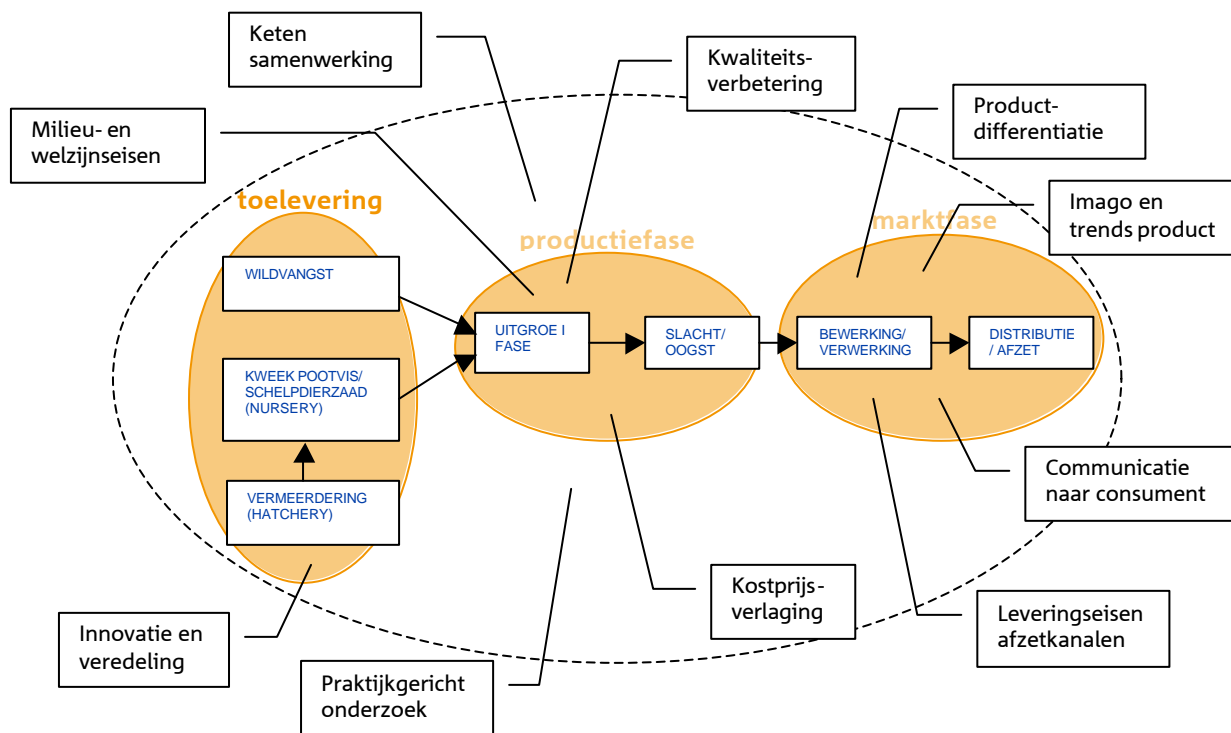 Keten
samenwerking
Kwaliteits-
verbetering
Product-
differentiatie
Milieu- en
welzijnseisen
Imago en
trends product
toelevering
productiefase
marktfase
WILDVANGST
UITGROE I
FASE
SLACHT/
OOGST
BEWERKING/
VERWERKING
DISTRIBUTIE
/ AFZET
KWEEK POOTVIS/
SCHELPDIERZAAD
(NURSERY)
VERMEERDERING
(HATCHERY)
Communicatie
naar consument
Kostprijs-
verlaging
Leveringseisen
afzetkanalen
Innovatie en
veredeling
Praktijkgericht
onderzoek